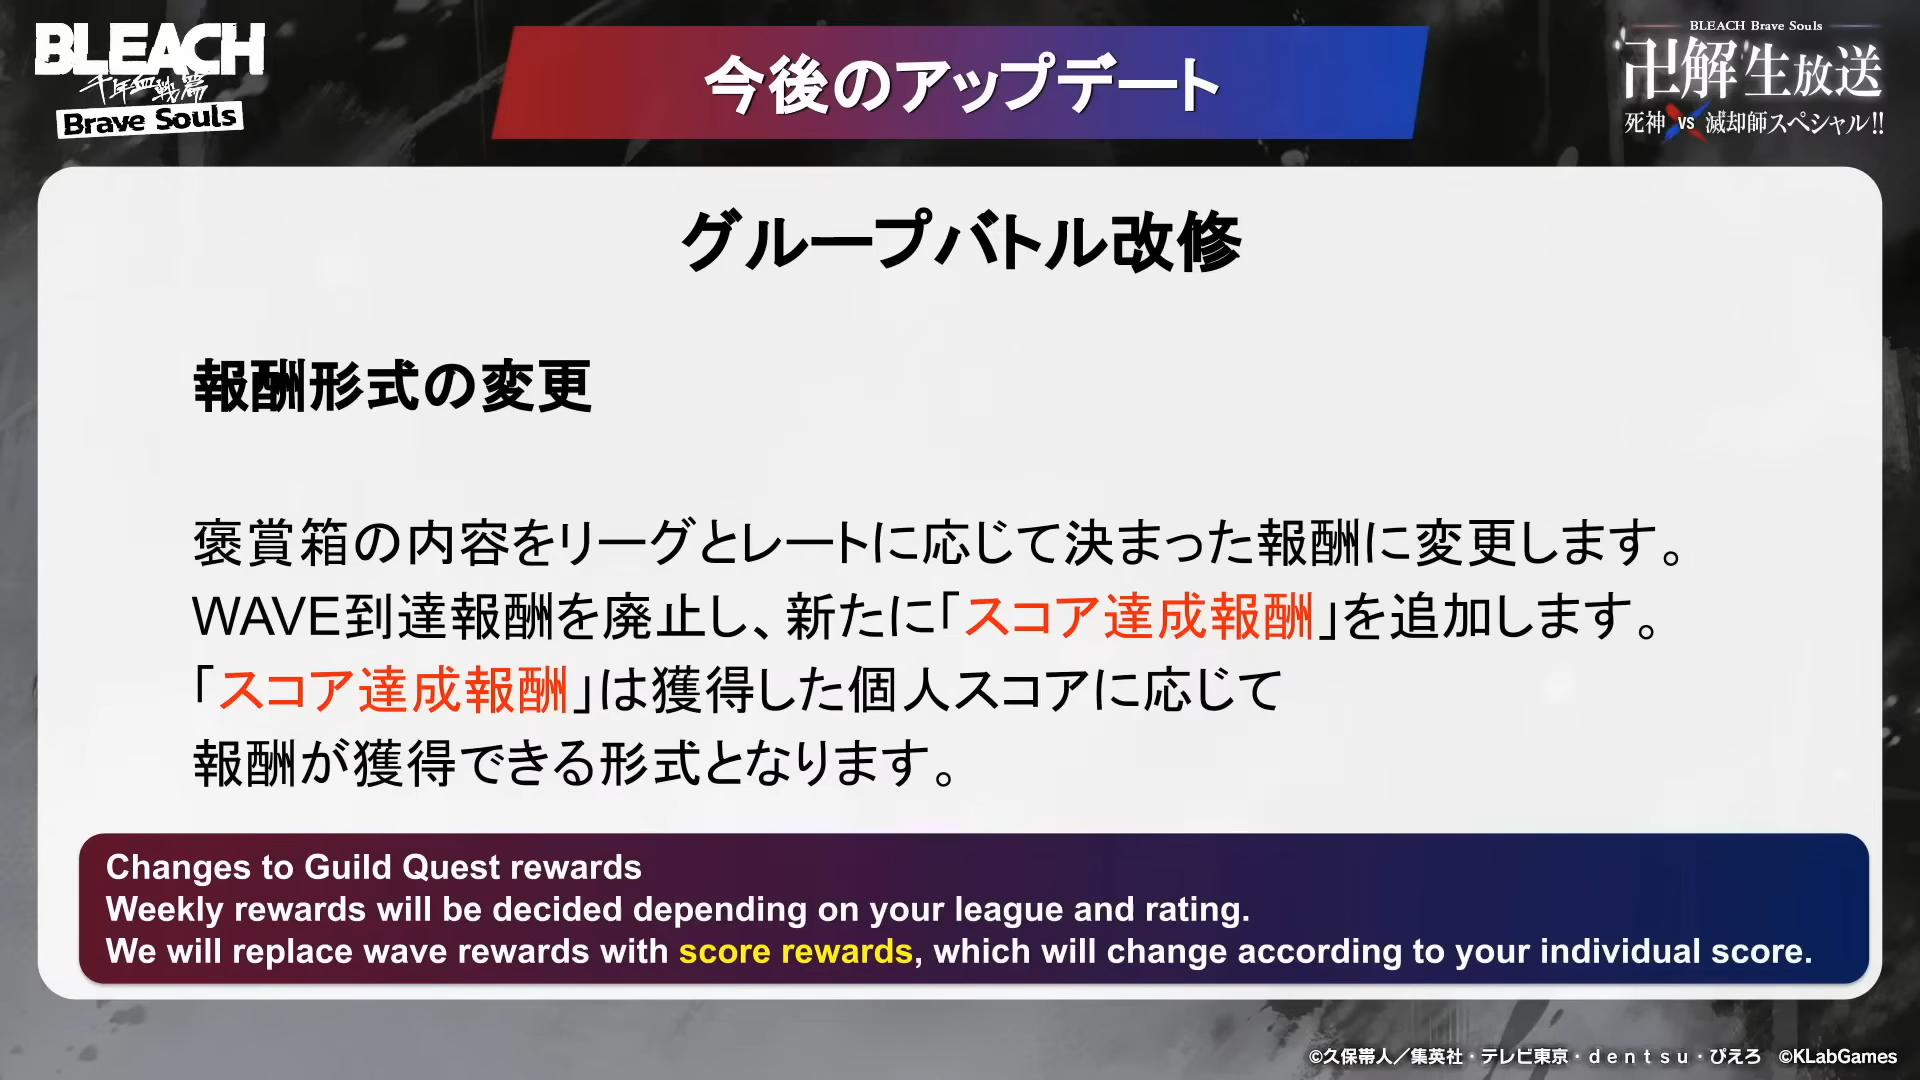 BLEACH
千年血戦篇
Brave Souls
今後のアップデート
BLEACH Brave Souls
卍解生放送
死神 VS 滅却師スペシャル!!
グループバトル改修
報酬形式の変更
褒賞箱の内容をリーグとレートに応じて決まった報酬に変更します。
WAVE到達報酬を廃止し、新たに「スコア達成報酬」を追加します。
「スコア達成報酬」は獲得した個人スコアに応じて
報酬が獲得できる形式となります。
Changes to Guild Quest rewards
Weekly rewards will be decided depending on your league and rating.
We will replace wave rewards with score rewards, which will change according to your individual score.
©久保帯人／集英社・テレビ東京・ｄｅｎｔｓｕ・ぴえろ ©KLabGames